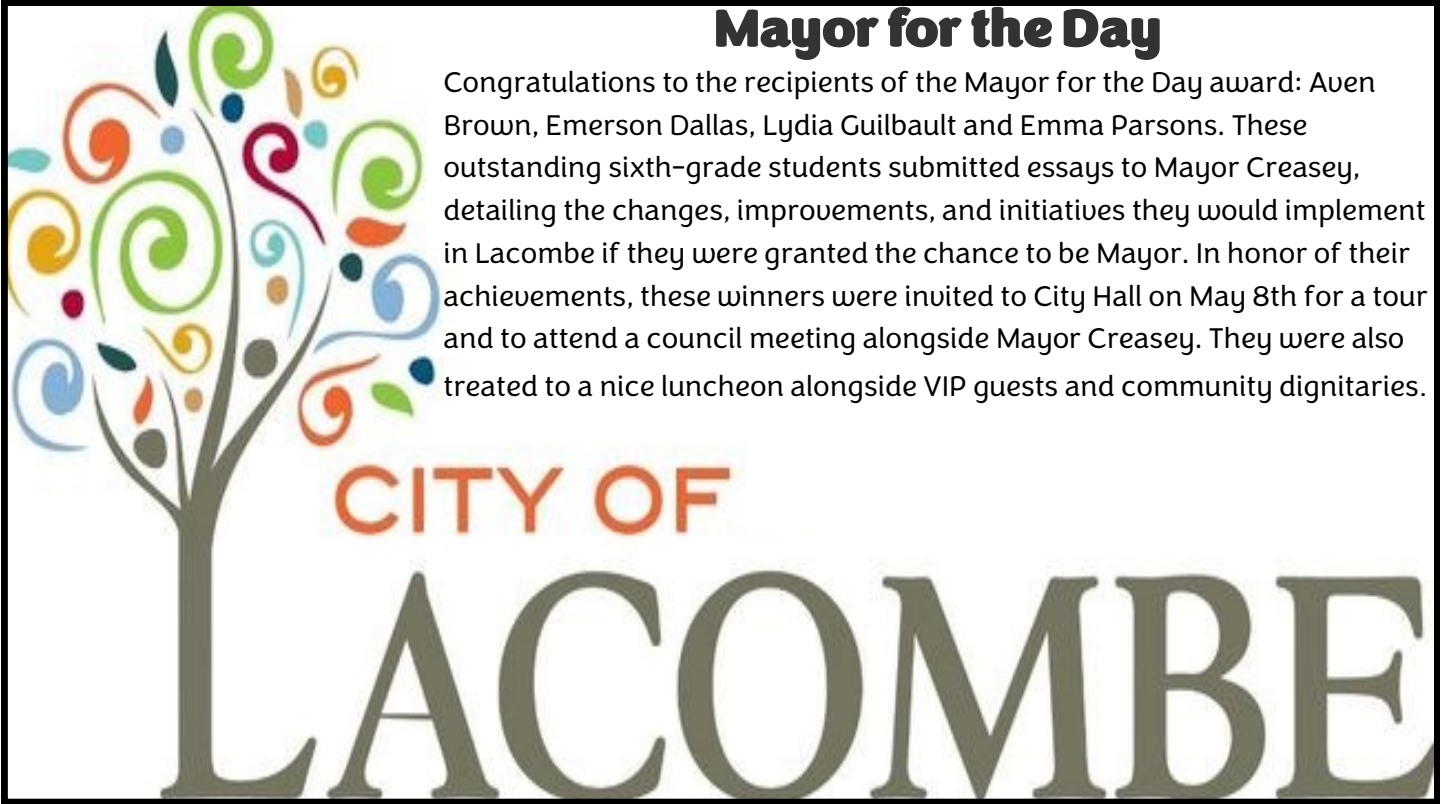 Mayor for the Day
Congratulations to the recipients of the Mayor for the Day award: Aven
Brown, Emerson Dallas, Lydia Guilbault and Emma Parsons. These
outstanding sixth-grade students submitted essays to Mayor Creasey,
detailing the changes, improvements, and initiatives they would implement
in Lacombe if they were granted the chance to be Mayor. In honor of their
achievements, these winners were invited to City Hall on May 8th for a tour
and to attend a council meeting alongside Mayor Creasey. They were also
treated to a nice luncheon alongside VIP guests and community dignitaries.
CITY OF
LACOMBE